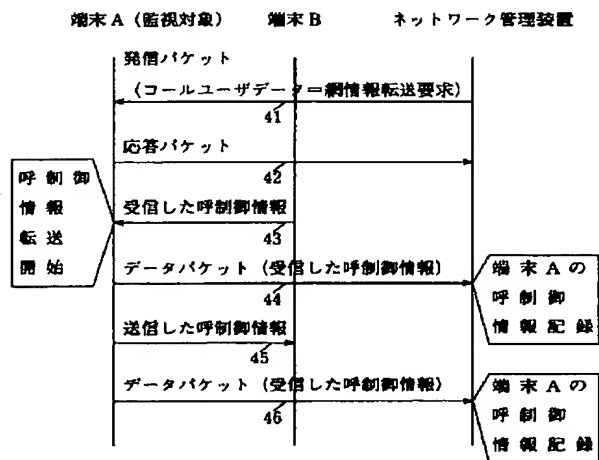 端末A(監視対象) 端末B ネットワーク管理装置
発信パケット
(コールユーザデータ=網情報転送要求)
41
応答パケット
42
呼制御
情報
転送
開始
受信した呼制御情報
43
データパケット(受信した呼制御情報)
44
端末Aの
呼制御
情報記録
送信した呼制御情報
45
データパケット(受信した呼制御情報)
46
端末Aの
呼制御
情報記録